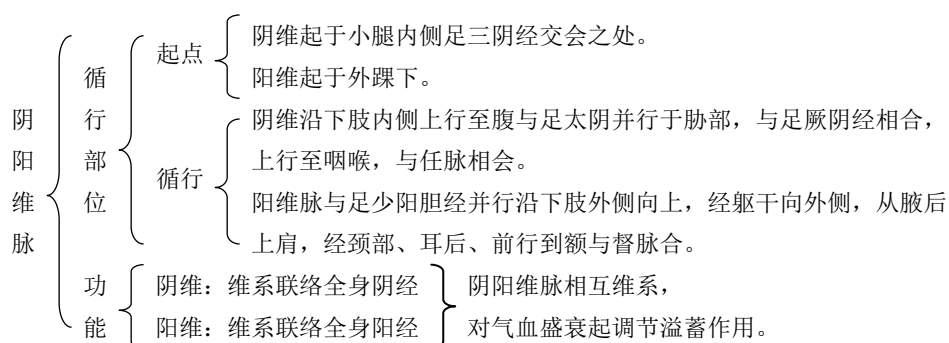 阴阳维脉
循行部位
起点
阴维起于小腿内侧足三阴经交会之处。
阳维起于外踝下。
循行
阴维沿下肢内侧上行至腹与足太阴并行于胁部，与足厥阴经相合，
上行至咽喉，与任脉相会。
阳维脉与足少阳胆经并行沿下肢外侧向上，经躯干向外侧，从腋后
上肩，经颈部、耳后、前行到额与督脉合。
功能
阴维：维系联络全身阴经
阳维：维系联络全身阳经
阴阳维脉相互维系，
对气血盛衰起调节溢蓄作用。